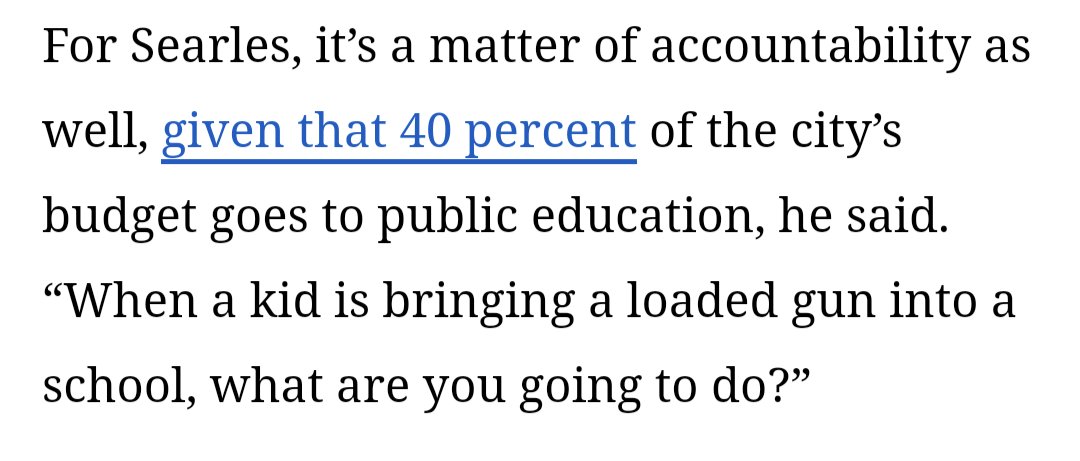 For Searles, it’s a matter of accountability as
well, given that 40 percent of the city’s
budget goes to public education, he said.
“When a kid is bringing a loaded gun into a
school, what are you going to do?”